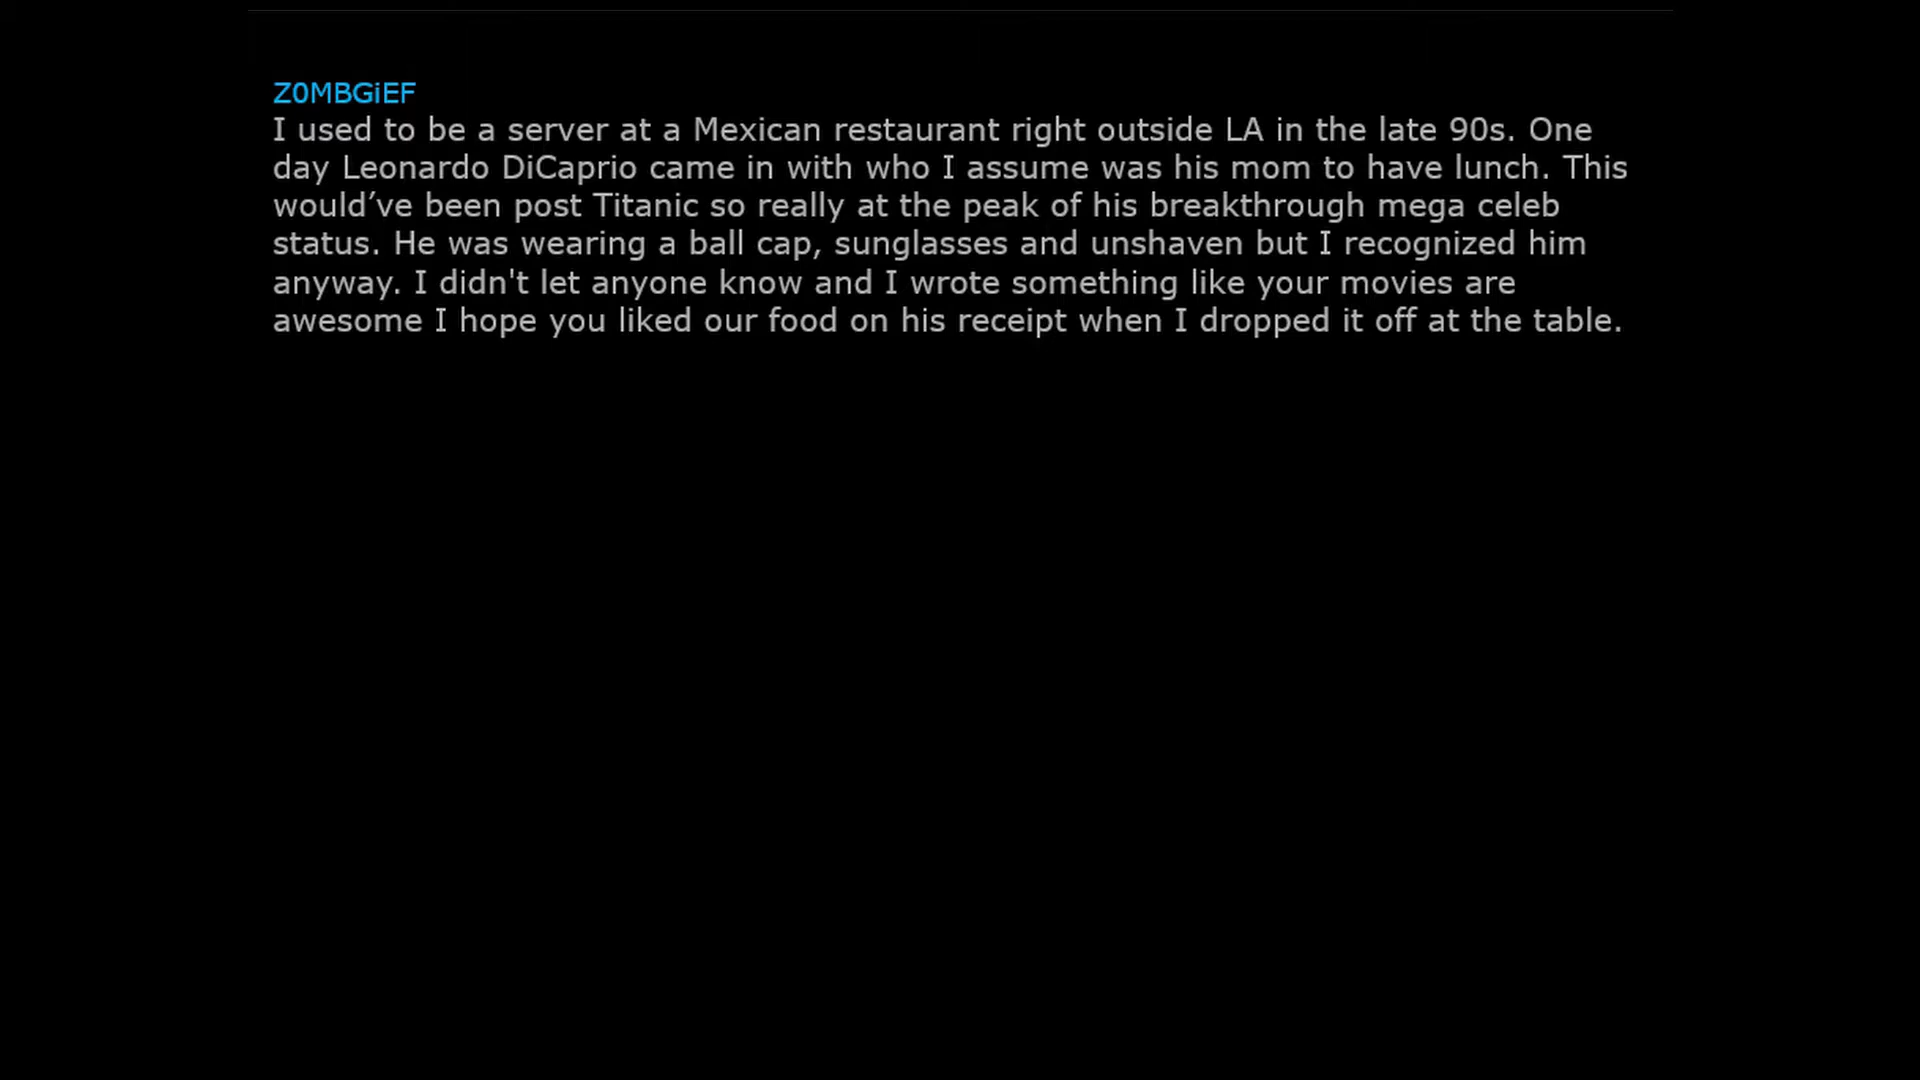 Z0MBGiEF
I used to be a server at a Mexican restaurant right outside LA in the late 90s. One
day Leonardo DiCaprio came in with who I assume was his mom to have lunch. This
would’ve been post Titanic so really at the peak of his breakthrough mega celeb
status. He was wearing a ball cap, sunglasses and unshaven but I recognized him
anyway. I didn't let anyone know and I wrote something like your movies are
awesome I hope you liked our food on his receipt when I dropped it off at the table.